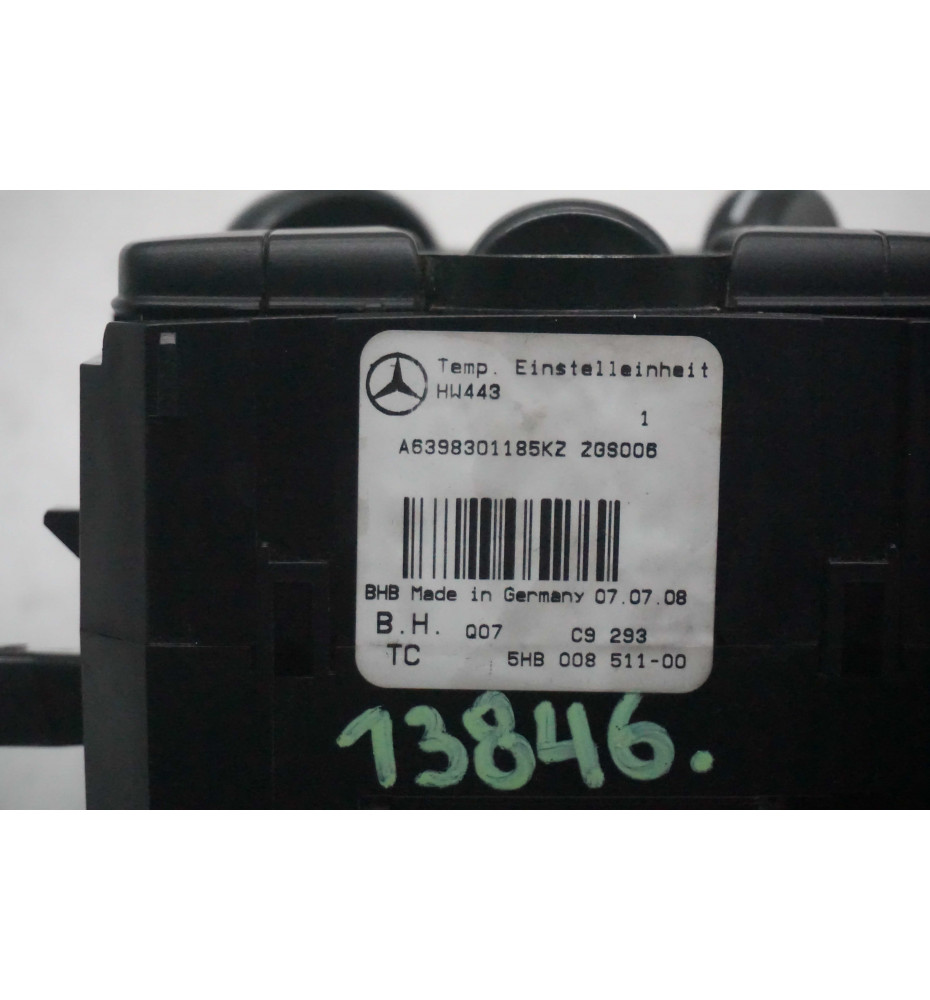 Temp. Einstelleinheit
HW443
1
A6398301185KZ ZGS006
BHB Made in Germany 07.07.08
B.H. Q07 C9 293
TC 5HB 008 511-00
13846.